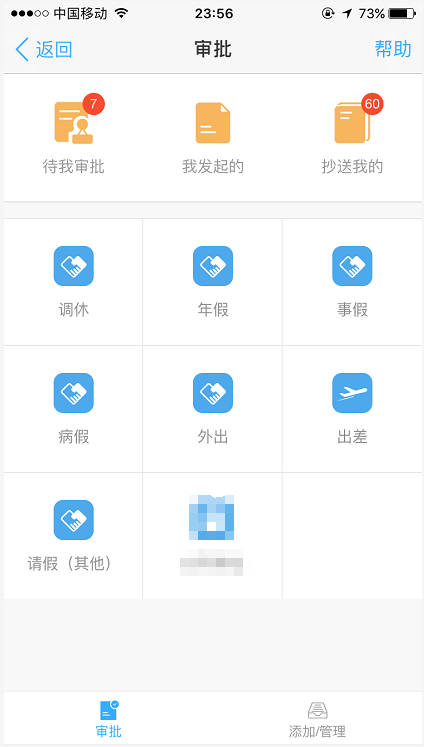 中国移动 23:56 73%
返回 审批 帮助
7 60
待我审批 我发起的 抄送我的
调休 年假 事假
病假 外出 出差
请假（其他）
审批 添加/管理